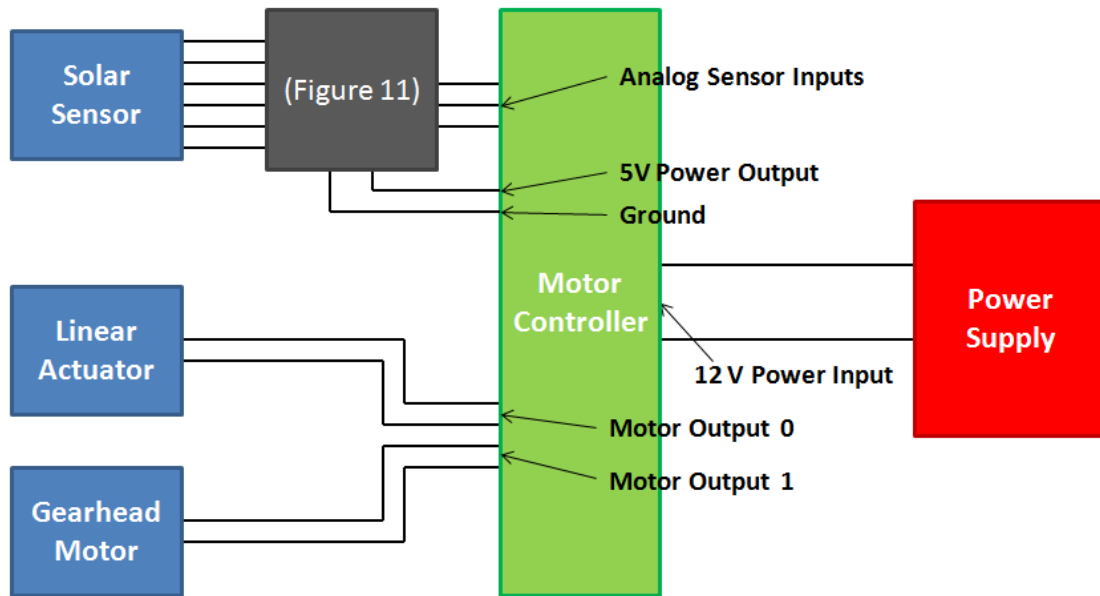 Solar
Sensor
(Figure 11)
Analog Sensor Inputs
5V Power Output
Ground
Linear
Actuator
Motor
Controller
Power
Supply
12 V Power Input
Motor Output 0
Motor Output 1
Gearhead
Motor